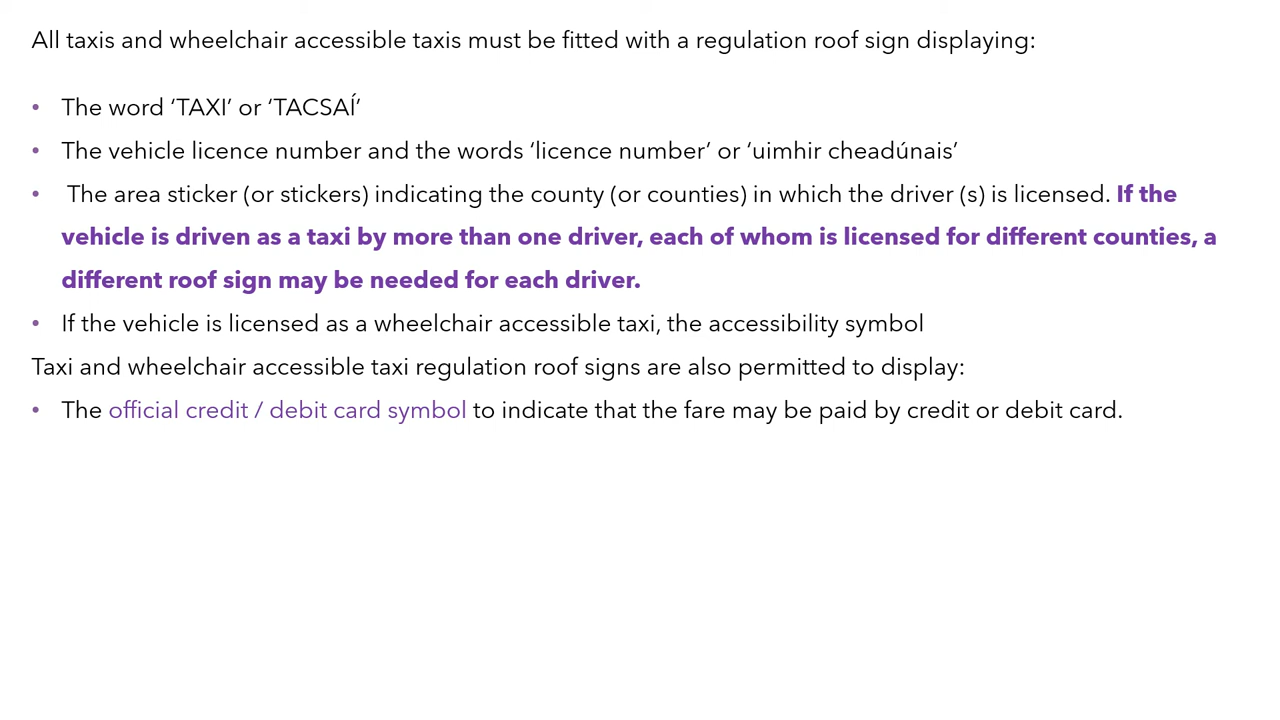 All taxis and wheelchair accessible taxis must be fitted with a regulation roof sign displaying:
• The word ‘TAXI’ or ‘TACSAÍ’
• The vehicle licence number and the words ‘licence number’ or ‘uimhir cheadúnais’
• The area sticker (or stickers) indicating the county (or counties) in which the driver (s) is licensed. If the
vehicle is driven as a taxi by more than one driver, each of whom is licensed for different counties, a
different roof sign may be needed for each driver.
• If the vehicle is licensed as a wheelchair accessible taxi, the accessibility symbol
Taxi and wheelchair accessible taxi regulation roof signs are also permitted to display:
• The official credit / debit card symbol to indicate that the fare may be paid by credit or debit card.